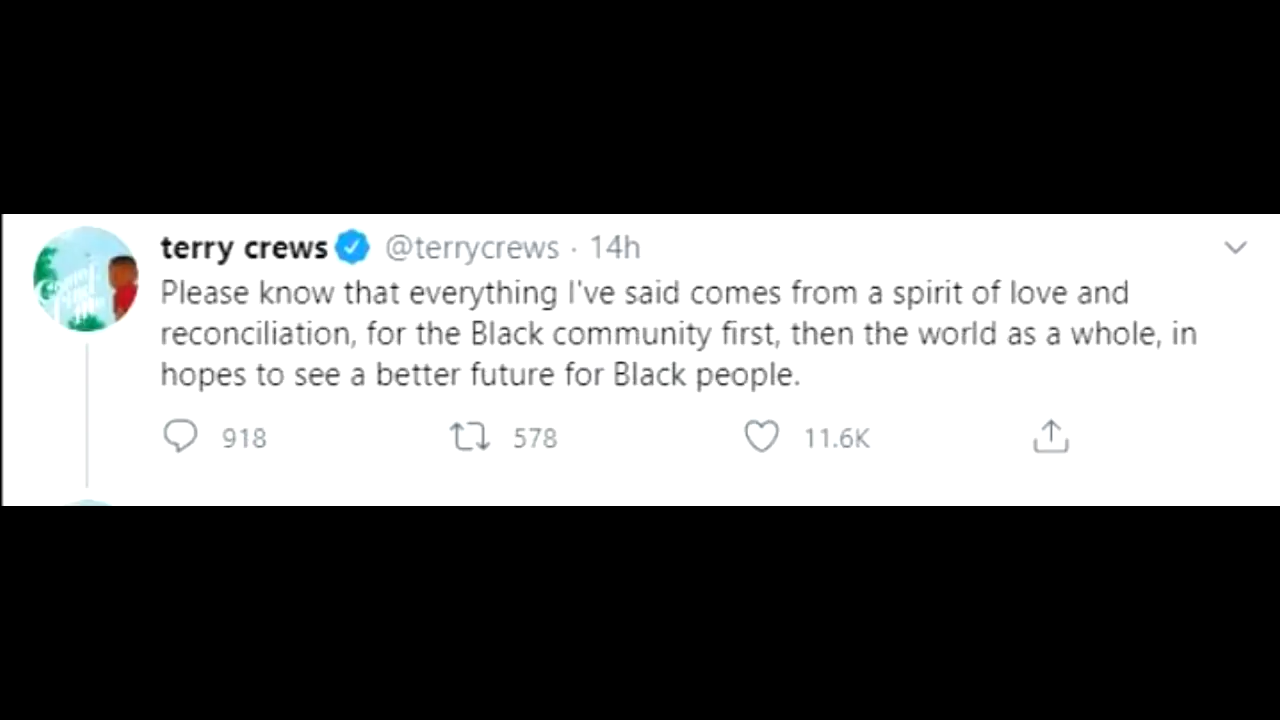 terry crews @terrycrews · 14h
Please know that everything I've said comes from a spirit of love and
reconciliation, for the Black community first, then the world as a whole, in
hopes to see a better future for Black people.
918 578 11.6K